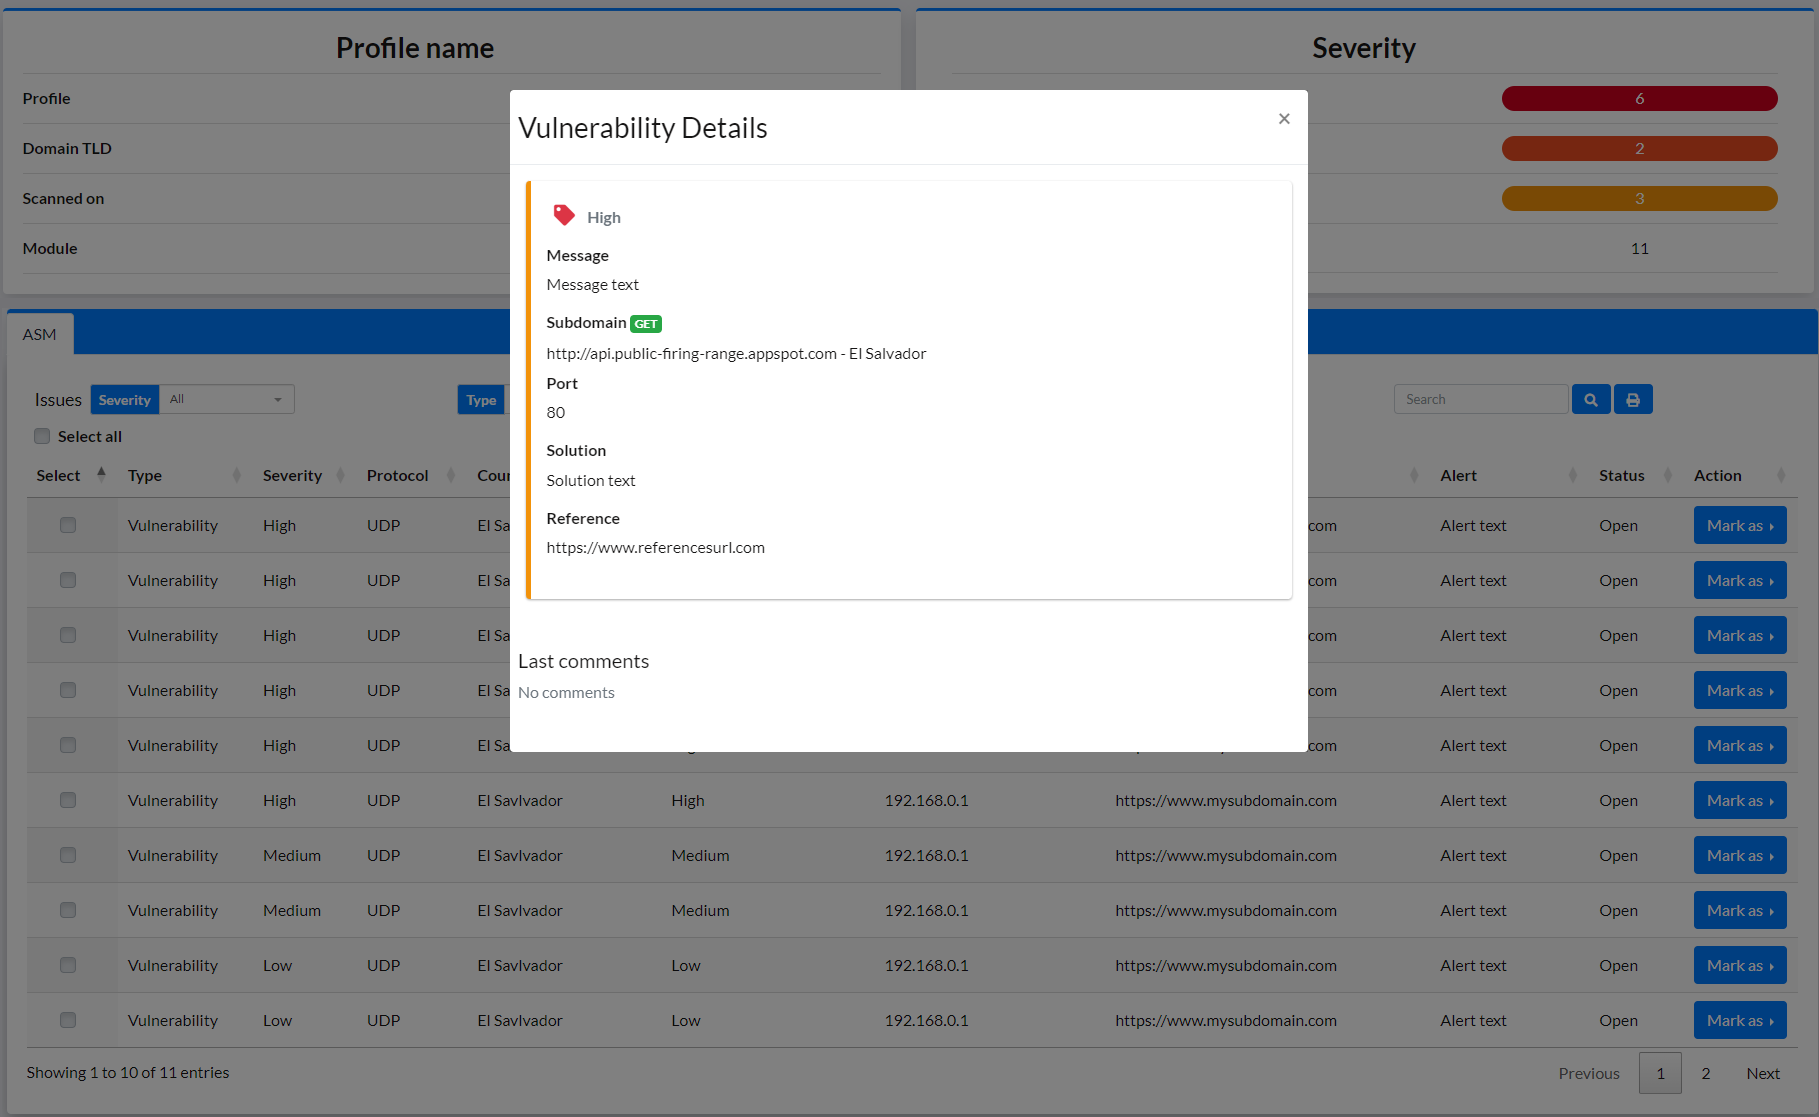 Profile name
Profile
Domain TLD
Scanned on
Module
Severity
6
2
3
11
Vulnerability Details
×
High
Message
Message text
Subdomain GET
http://api.public-firing-range.appspot.com - El Salvador
Port
80
Solution
Solution text
Reference
https://www.referencesurl.com
Last comments
No comments
ASM
Issues Severity All Type Search
Select all
Select Type Severity Protocol Alert Status Action
Vulnerability High UDP El com Alert text Open Mark as
Vulnerability High UDP El com Alert text Open Mark as
Vulnerability High UDP El com Alert text Open Mark as
Vulnerability High UDP El com Alert text Open Mark as
Vulnerability High UDP El com Alert text Open Mark as
Vulnerability High UDP El Savlvador High 192.168.0.1 https://www.mysubdomain.com Alert text Open Mark as
Vulnerability Medium UDP El Savlvador Medium 192.168.0.1 https://www.mysubdomain.com Alert text Open Mark as
Vulnerability Medium UDP El Savlvador Medium 192.168.0.1 https://www.mysubdomain.com Alert text Open Mark as
Vulnerability Low UDP El Savlvador Low 192.168.0.1 https://www.mysubdomain.com Alert text Open Mark as
Vulnerability Low UDP El Savlvador Low 192.168.0.1 https://www.mysubdomain.com Alert text Open Mark as
Showing 1 to 10 of 11 entries
Previous 1 2 Next